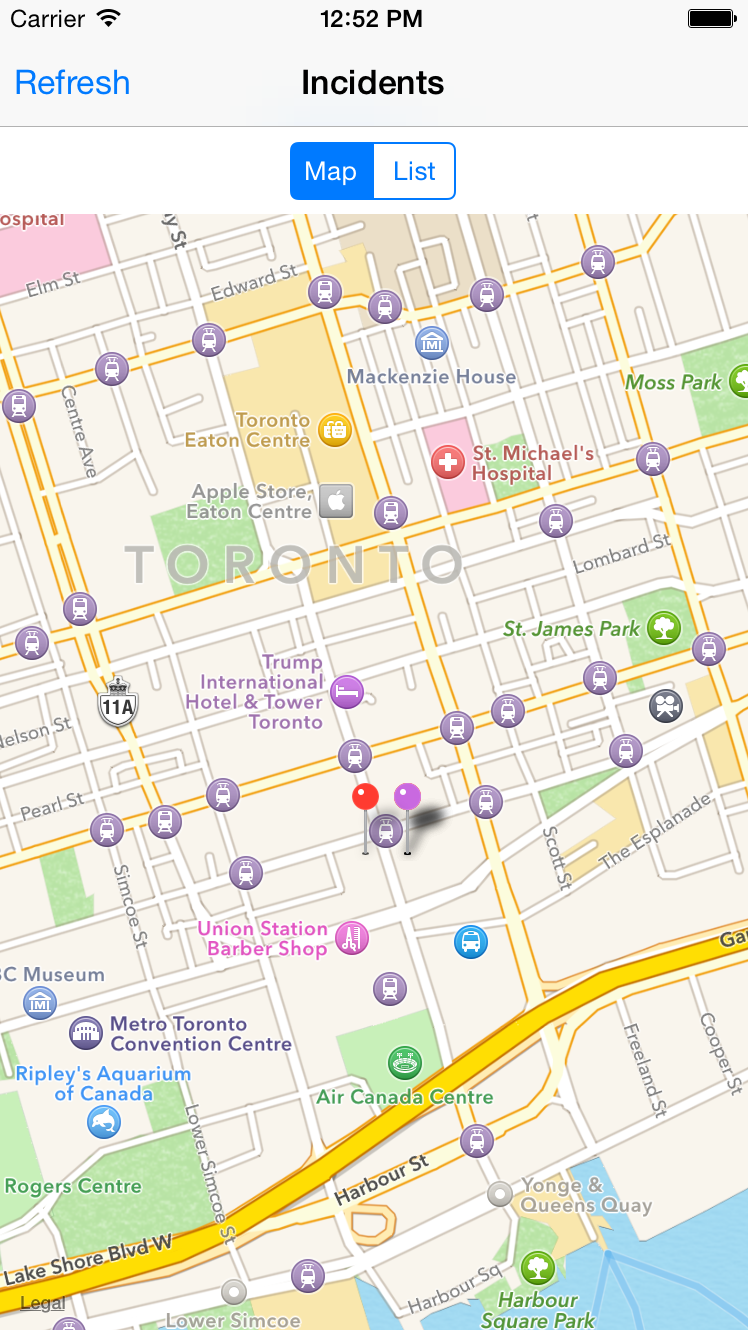 Carrier
12:52 PM
Refresh
Incidents
Map
List
ospital
y St
Elm St
Edward St
Mackenzie House
Moss Park
Centre Ave
Toronto
Eaton Centre
St. Michael's
Hospital
Apple Store,
Eaton Centre
TORONTO
Lombard St
St. James Park
Trump
International
Hotel & Tower
Toronto
11A
Nelson St
Pearl St
Scott St
The Esplanade
Simcoe St
Union Station
Barber Shop
Gar
BC Museum
Metro Toronto
Convention Centre
Freeland St
Cooper St
Ripley's Aquarium
of Canada
Air Canada Centre
Lower Simcoe St
Rogers Centre
Harbour St
Yonge &
Queens Quay
Lake Shore Blvd W
Harbour Sq
Legal
Harbour
Square Park
Lower Simcoe